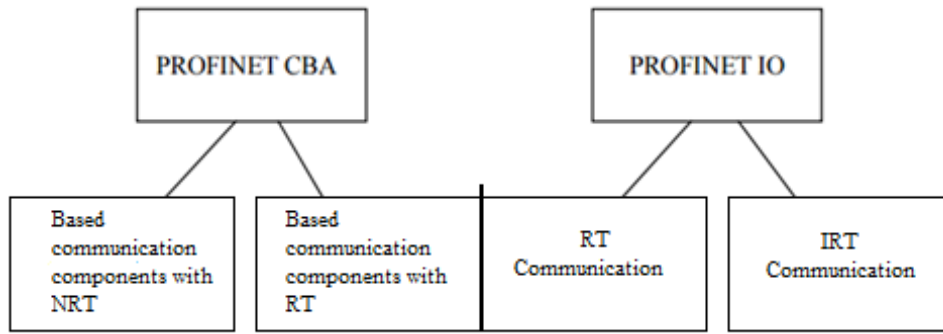 PROFINET CBA
PROFINET IO
Based
communication
components with
NRT
Based
communication
components with
RT
RT
Communication
IRT
Communication